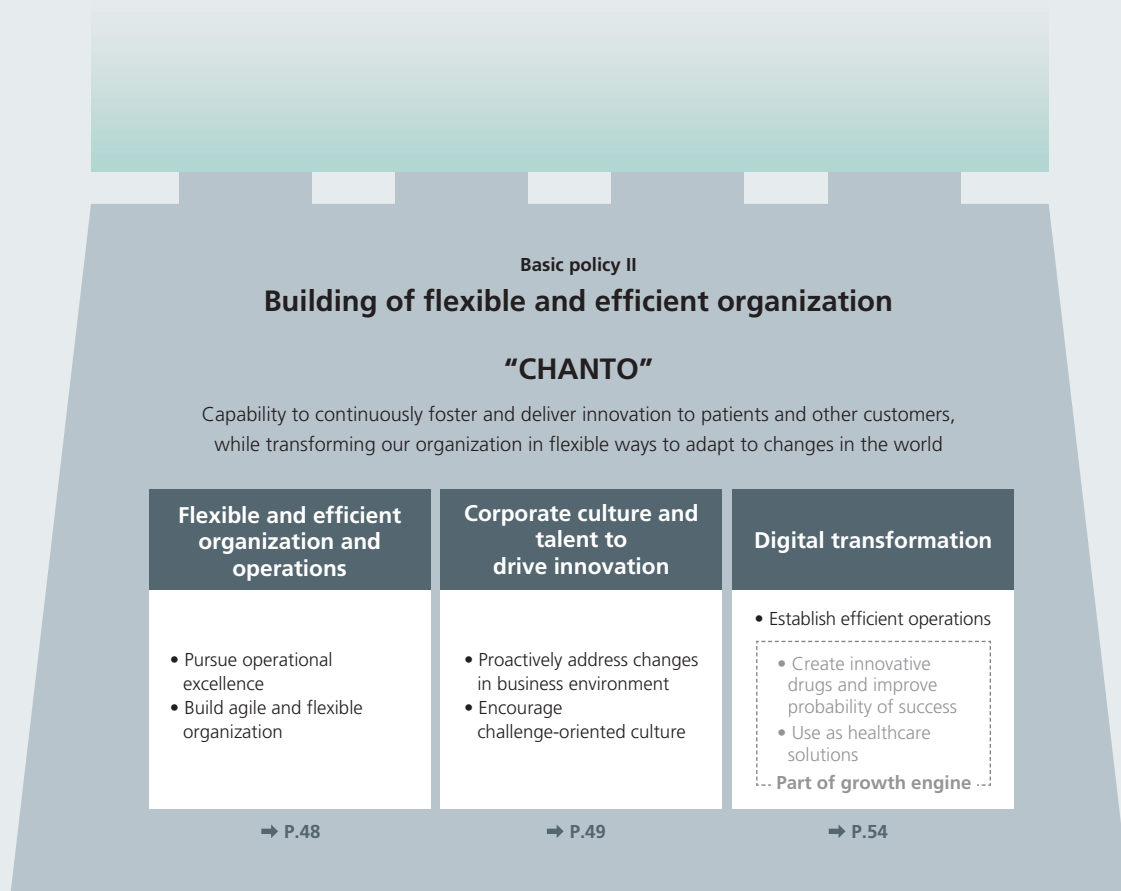 Basic policy II
Building of flexible and efficient organization
“CHANTO”
Capability to continuously foster and deliver innovation to patients and other customers,
while transforming our organization in flexible ways to adapt to changes in the world
Flexible and efficient
organization and
operations
• Pursue operational
excellence
• Build agile and flexible
organization
➡ P.48
Corporate culture and
talent to
drive innovation
• Proactively address changes
in business environment
• Encourage
challenge-oriented culture
➡ P.49
Digital transformation
• Establish efficient operations
• Create innovative
drugs and improve
probability of success
• Use as healthcare
solutions
Part of growth engine
➡ P.54